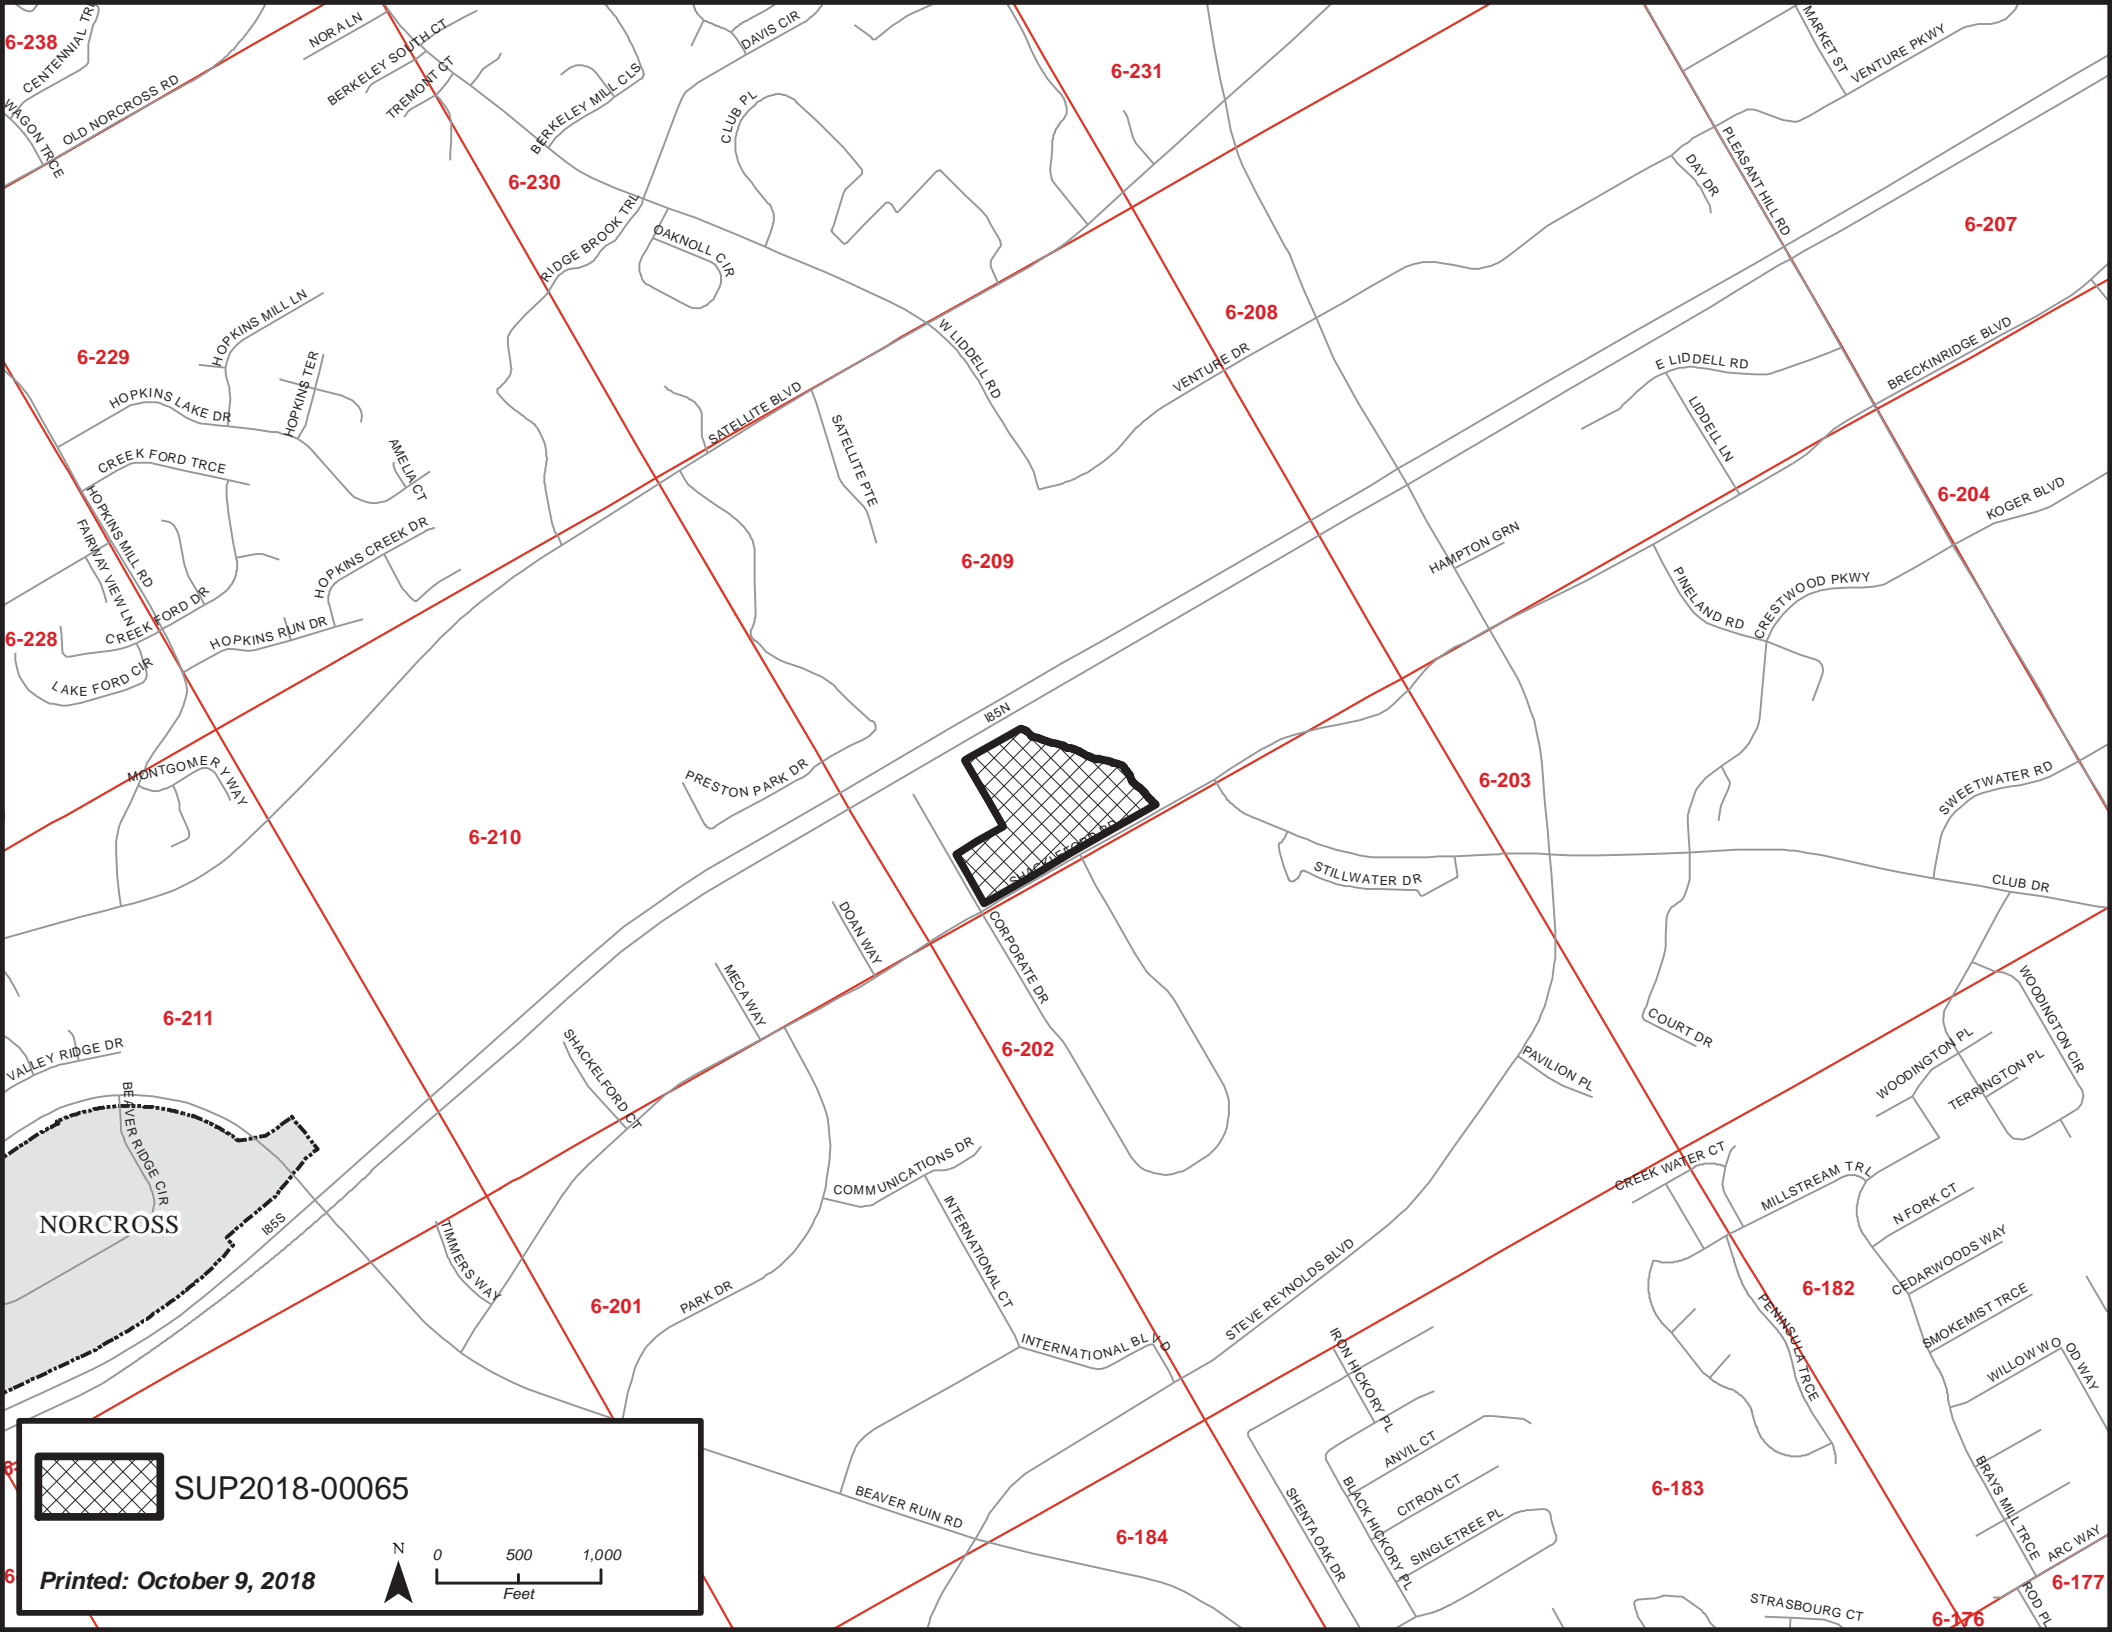 6-238
CENTENNIAL TRL
NORA LN
BERKELEY SOUTH CT
DAVIS CIR
MARKET ST
VENTURE PKWY
WAGON TRCE
OLD NORCROSS RD
TREMONT CT
BERKELEY MILL CLS
CLUB PL
6-231
PLEASANT HILL RD
DAY DR
6-230
RIDGE BROOK TRL
OAKNOLL CIR
6-207
6-208
HOPKINS MILL LN
6-229
HOPKINS TER
HOPKINS LAKE DR
W LIDDELL RD
VENTURE DR
E LIDDELL RD
BRECKINRIDGE BLVD
SATELLITE BLVD
SATELLITE PTE
LIDDELL LN
AMELIA CT
CREEK FORD TRCE
HOPKINS MILL RD
FAIRWAY VIEW LN
HOPKINS CREEK DR
6-204
KOGER BLVD
6-209
HAMPTON GRN
PINELAND RD
CRESTWOOD PKWY
CREEK FORD DR
HOPKINS RUN DR
6-228
LAKE FORD CIR
I85N
MONTGOMERY WAY
PRESTON PARK DR
6-203
SWEETWATER RD
6-210
SHACKLEFORD RD
STILLWATER DR
CLUB DR
DOAN WAY
CORPORATE DR
MECA WAY
WOODINGTON CIR
6-211
SHACKELFORD CT
6-202
COURT DR
VALLEY RIDGE DR
PAVILION PL
WOODINGTON PL
TERRINGTON PL
BEAVER RIDGE CIR
COMMUNICATIONS DR
CREEK WATER CT
MILLSTREAM TRL
N FORK CT
NORCROSS
I85S
TIMMERS WAY
INTERNATIONAL CT
STEVE REYNOLDS BLVD
CEDARWOODS WAY
6-201
PARK DR
6-182
PENINSULA TRCE
SMOKEMIST TRCE
INTERNATIONAL BLVD
IRON HICKORY PL
WILLOW WOOD WAY
ANVIL CT
BLACK HICKORY PL
CITRON CT
SHENTA OAK DR
SINGLETREE PL
6-183
BRAYS MILL TRCE
BEAVER RUIN RD
6-184
ARC WAY
6-177
ROD PL
STRASBOURG CT
6-176
SUP2018-00065
Printed: October 9, 2018
N
0 500 1,000
Feet